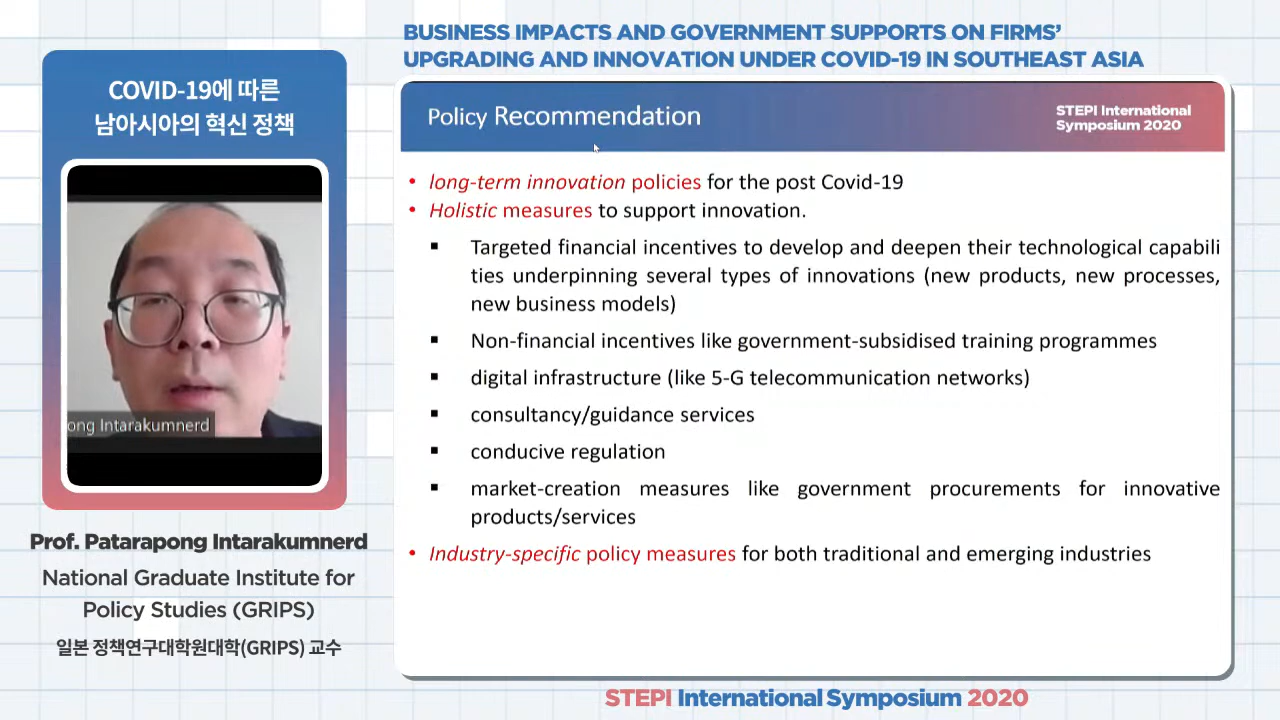 BUSINESS IMPACTS AND GOVERNMENT SUPPORTS ON FIRMS'
UPGRADING AND INNOVATION UNDER COVID-19 IN SOUTHEAST ASIA
COVID-19에 따른
남아시아의 혁신 정책
ong Intarakumnerd
Prof. Patarapong Intarakumnerd
National Graduate Institute for
Policy Studies (GRIPS)
일본 정책연구대학원대학(GRIPS) 교수
Policy Recommendation
STEPI International
Symposium 2020
• long-term innovation policies for the post Covid-19
• Holistic measures to support innovation.
▪ Targeted financial incentives to develop and deepen their technological capabili
ties underpinning several types of innovations (new products, new processes,
new business models)
▪ Non-financial incentives like government-subsidised training programmes
▪ digital infrastructure (like 5-G telecommunication networks)
▪ consultancy/guidance services
▪ conducive regulation
▪ market-creation measures like government procurements for innovative
products/services
• Industry-specific policy measures for both traditional and emerging industries
STEPI International Symposium 2020